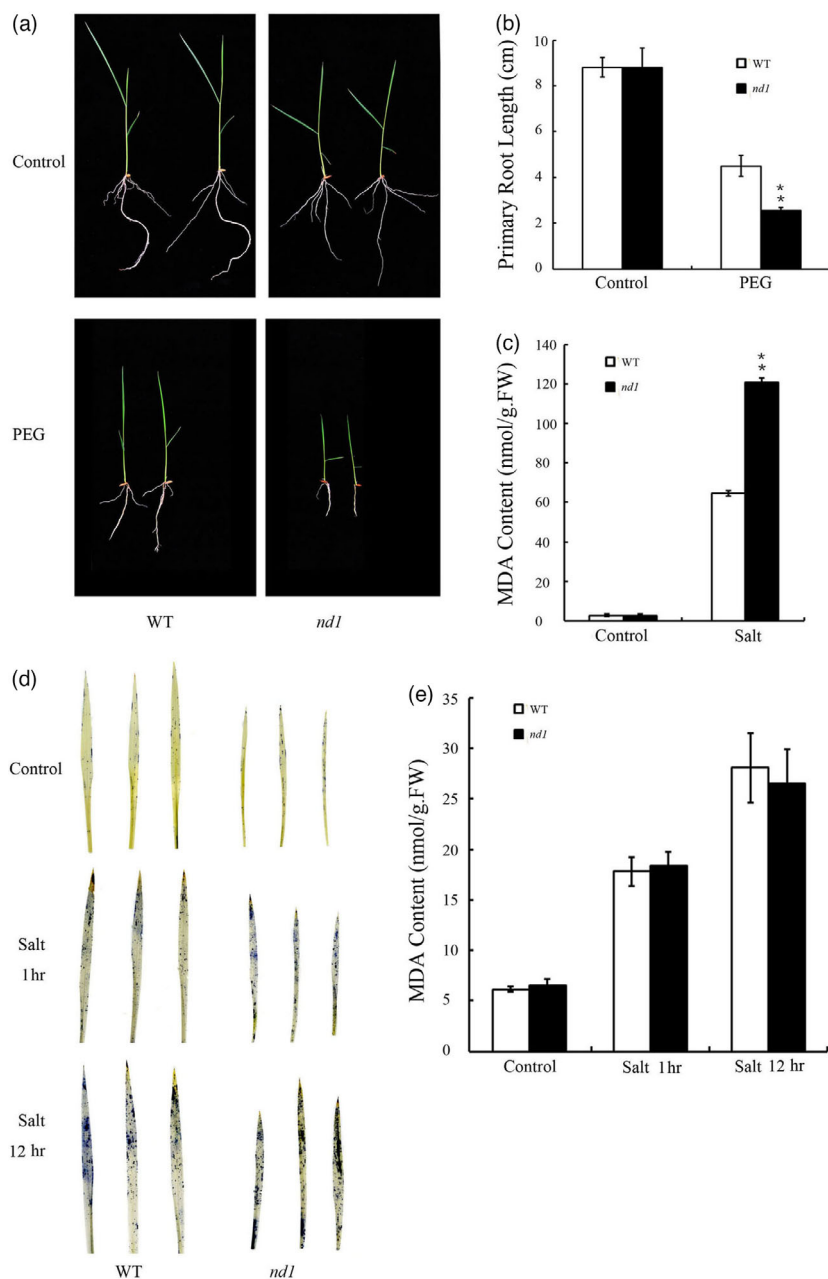 (a)
Control
PEG
WT
nd1
(b)
Primary Root Length (cm)
10
8
6
4
2
0
WT
nd1
**
Control
PEG
(c)
MDA Content (nmol/g.FW)
140
120
100
80
60
40
20
0
WT
nd1
**
Control
Salt
(d)
Control
Salt
1hr
Salt
12 hr
WT
nd1
(e)
MDA Content (nmol/g.FW)
35
30
25
20
15
10
5
0
WT
nd1
Control
Salt 1hr
Salt 12 hr